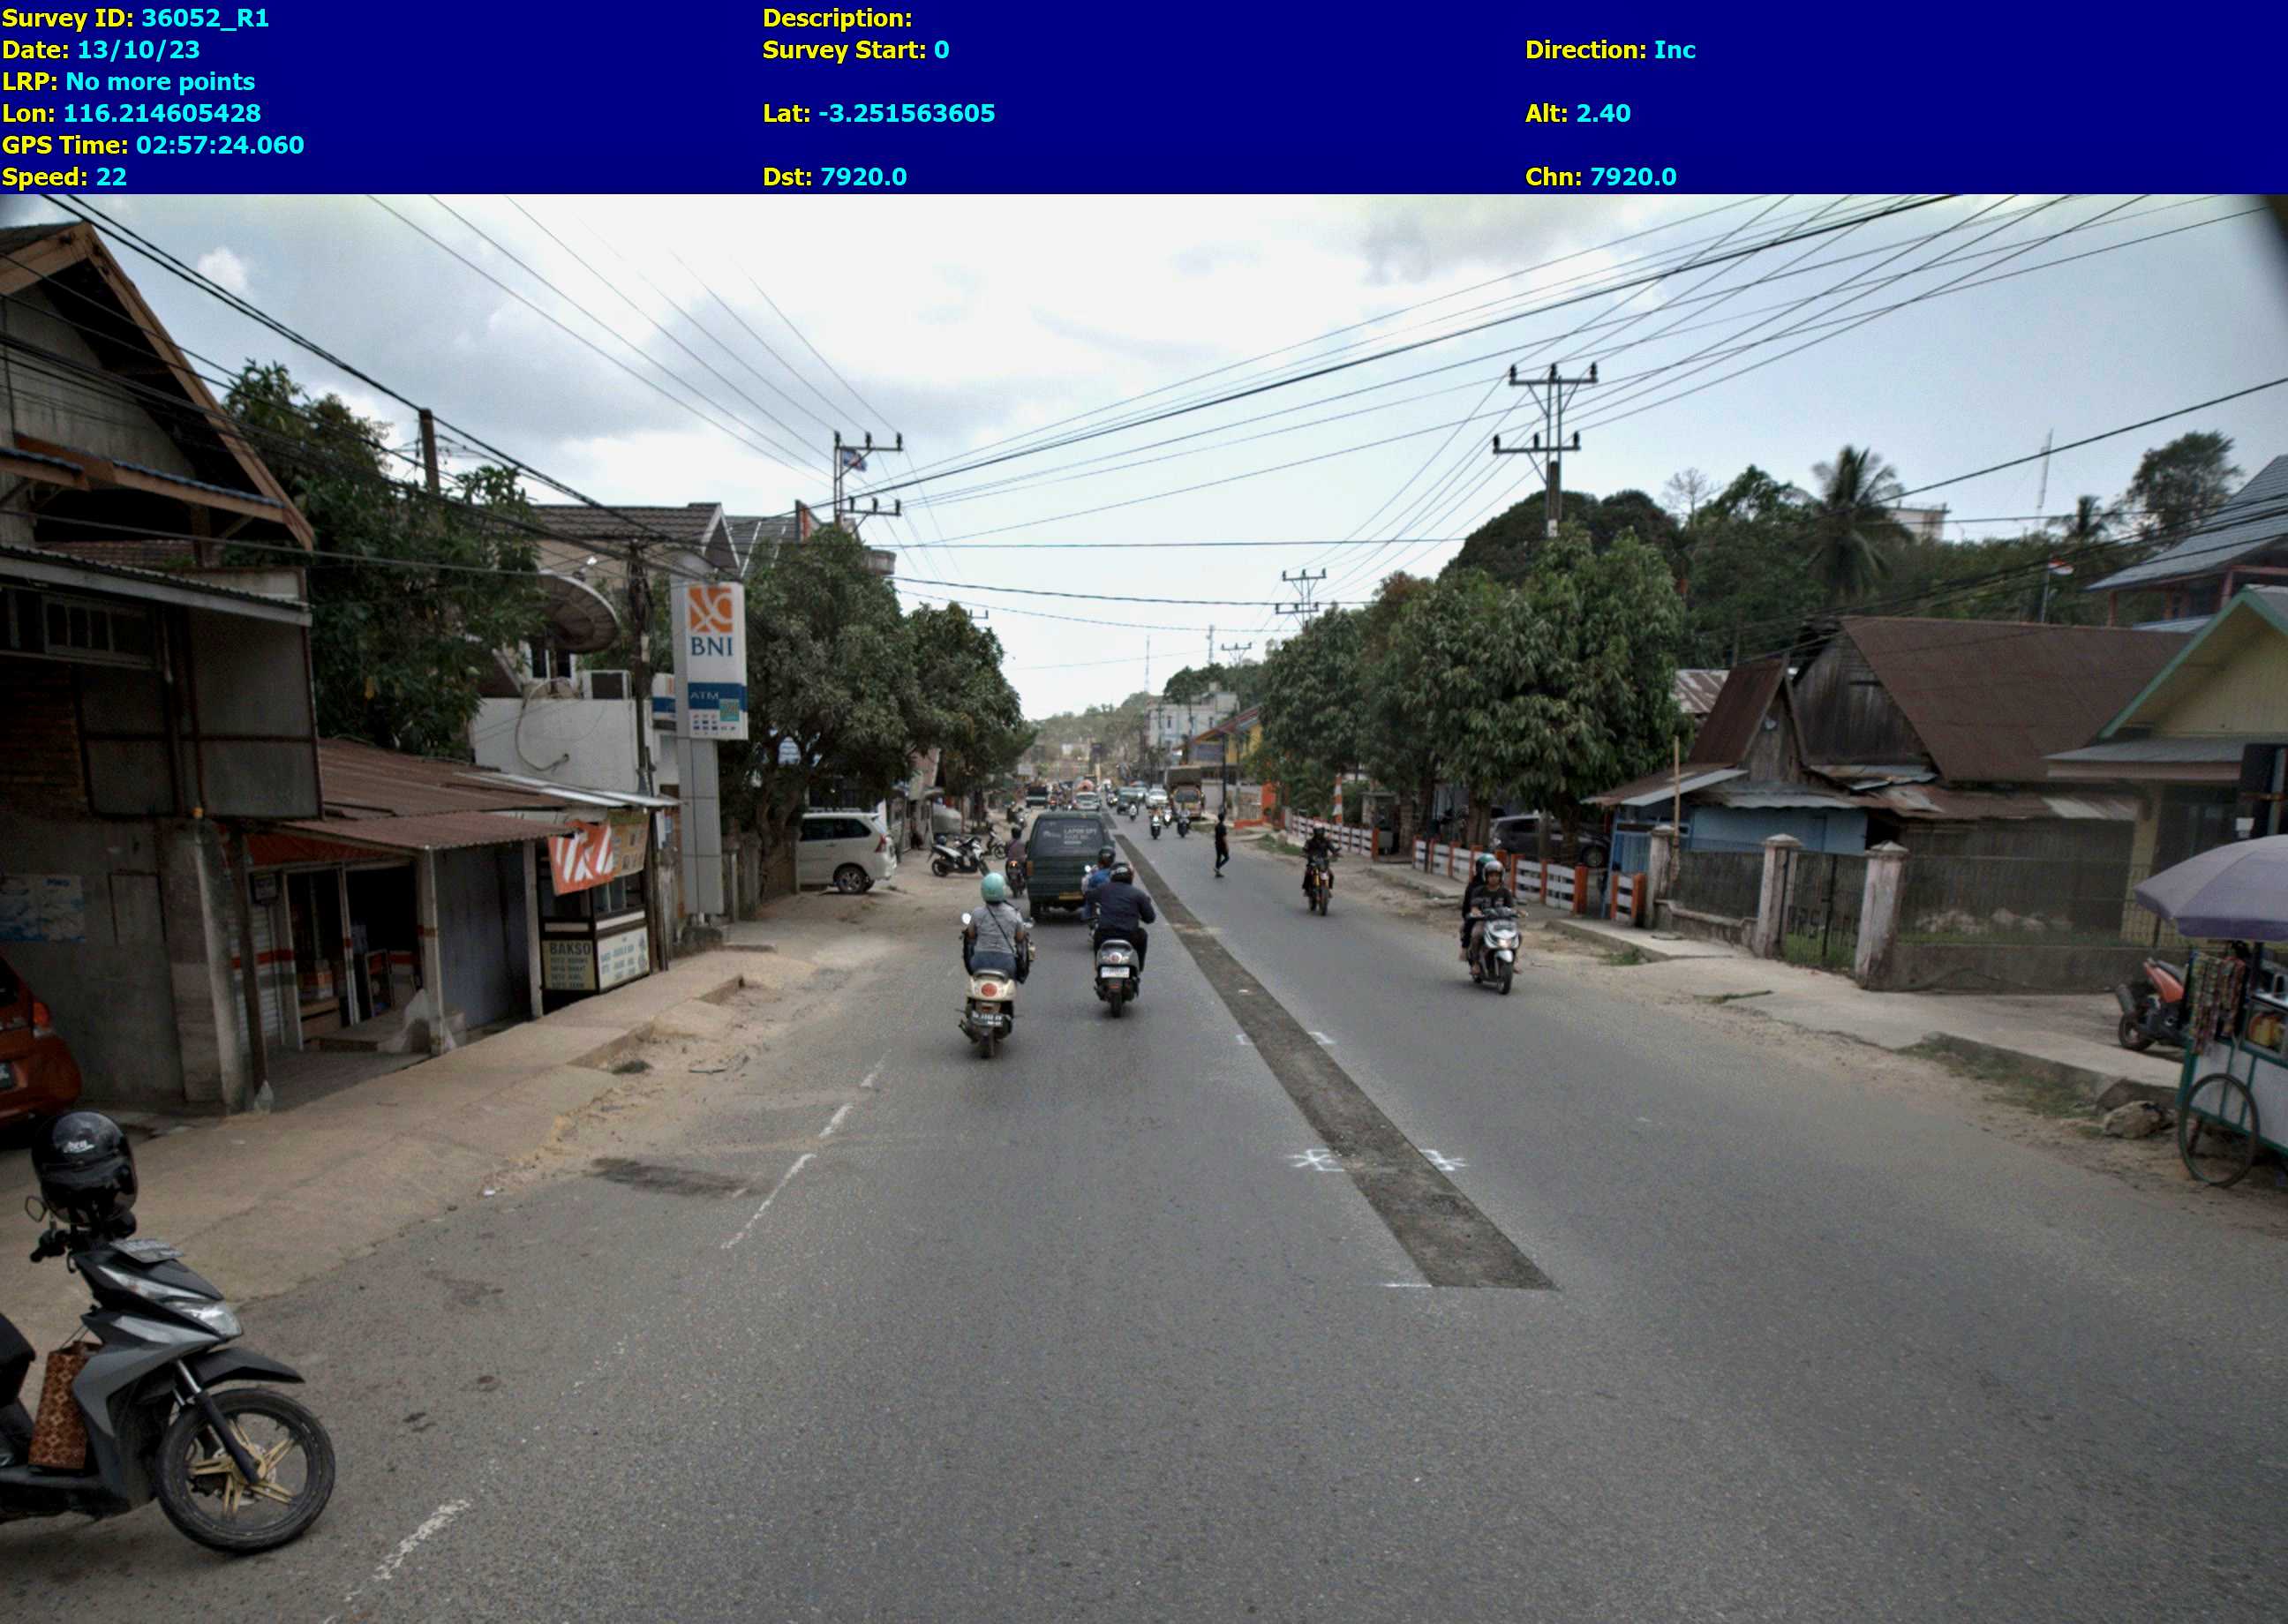 Survey ID: 36052_R1
Description:
Date: 13/10/23
Survey Start: 0
Direction: Inc
LRP: No more points
Lon: 116.214605428
Lat: -3.251563605
Alt: 2.40
GPS Time: 02:57:24.060
Speed: 22
Dst: 7920.0
Chn: 7920.0
BNI
ATM
BAKSO